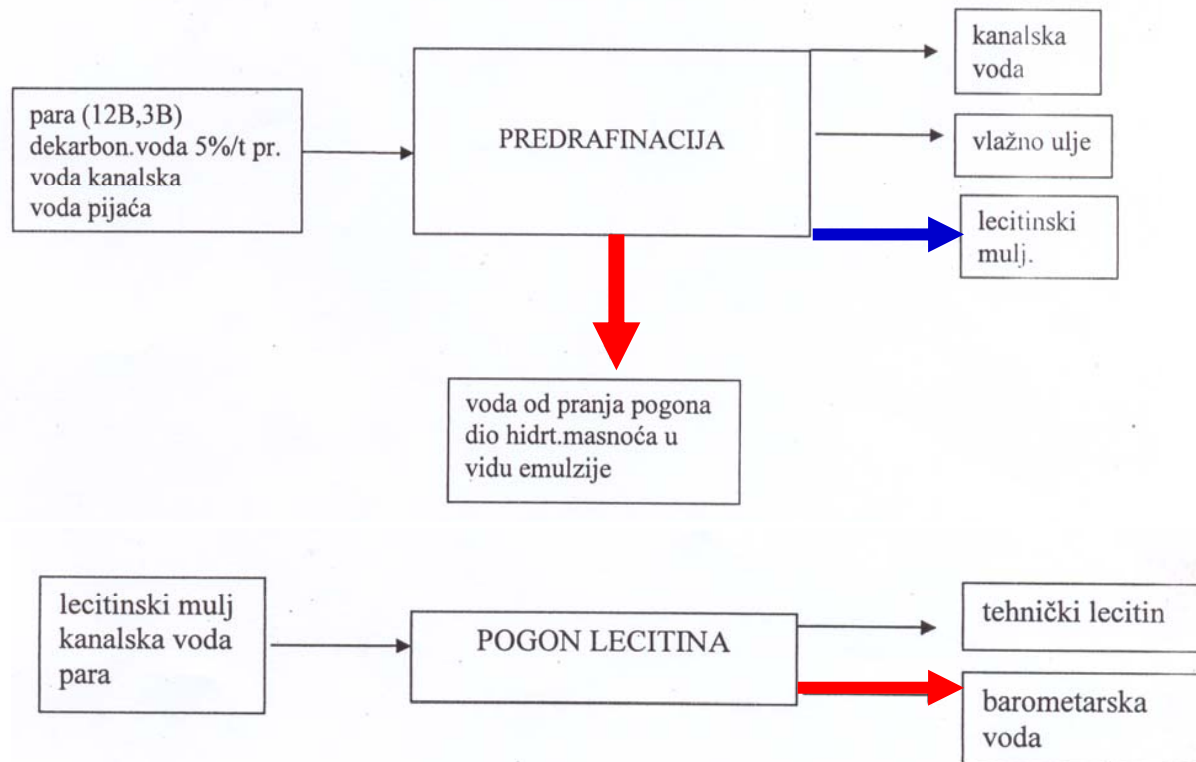 para (12B,3B)
dekarbon.voda 5%/t pr.
voda kanalska
voda pijaća
PREDRAFINACIJA
kanalska
voda
vlažno ulje
lecitinski
mulj.
voda od pranja pogona
dio hidrt.masnoća u
vidu emulzije
lecitinski mulj
kanalska voda
para
POGON LECITINA
tehnički lecitin
barometarska
voda